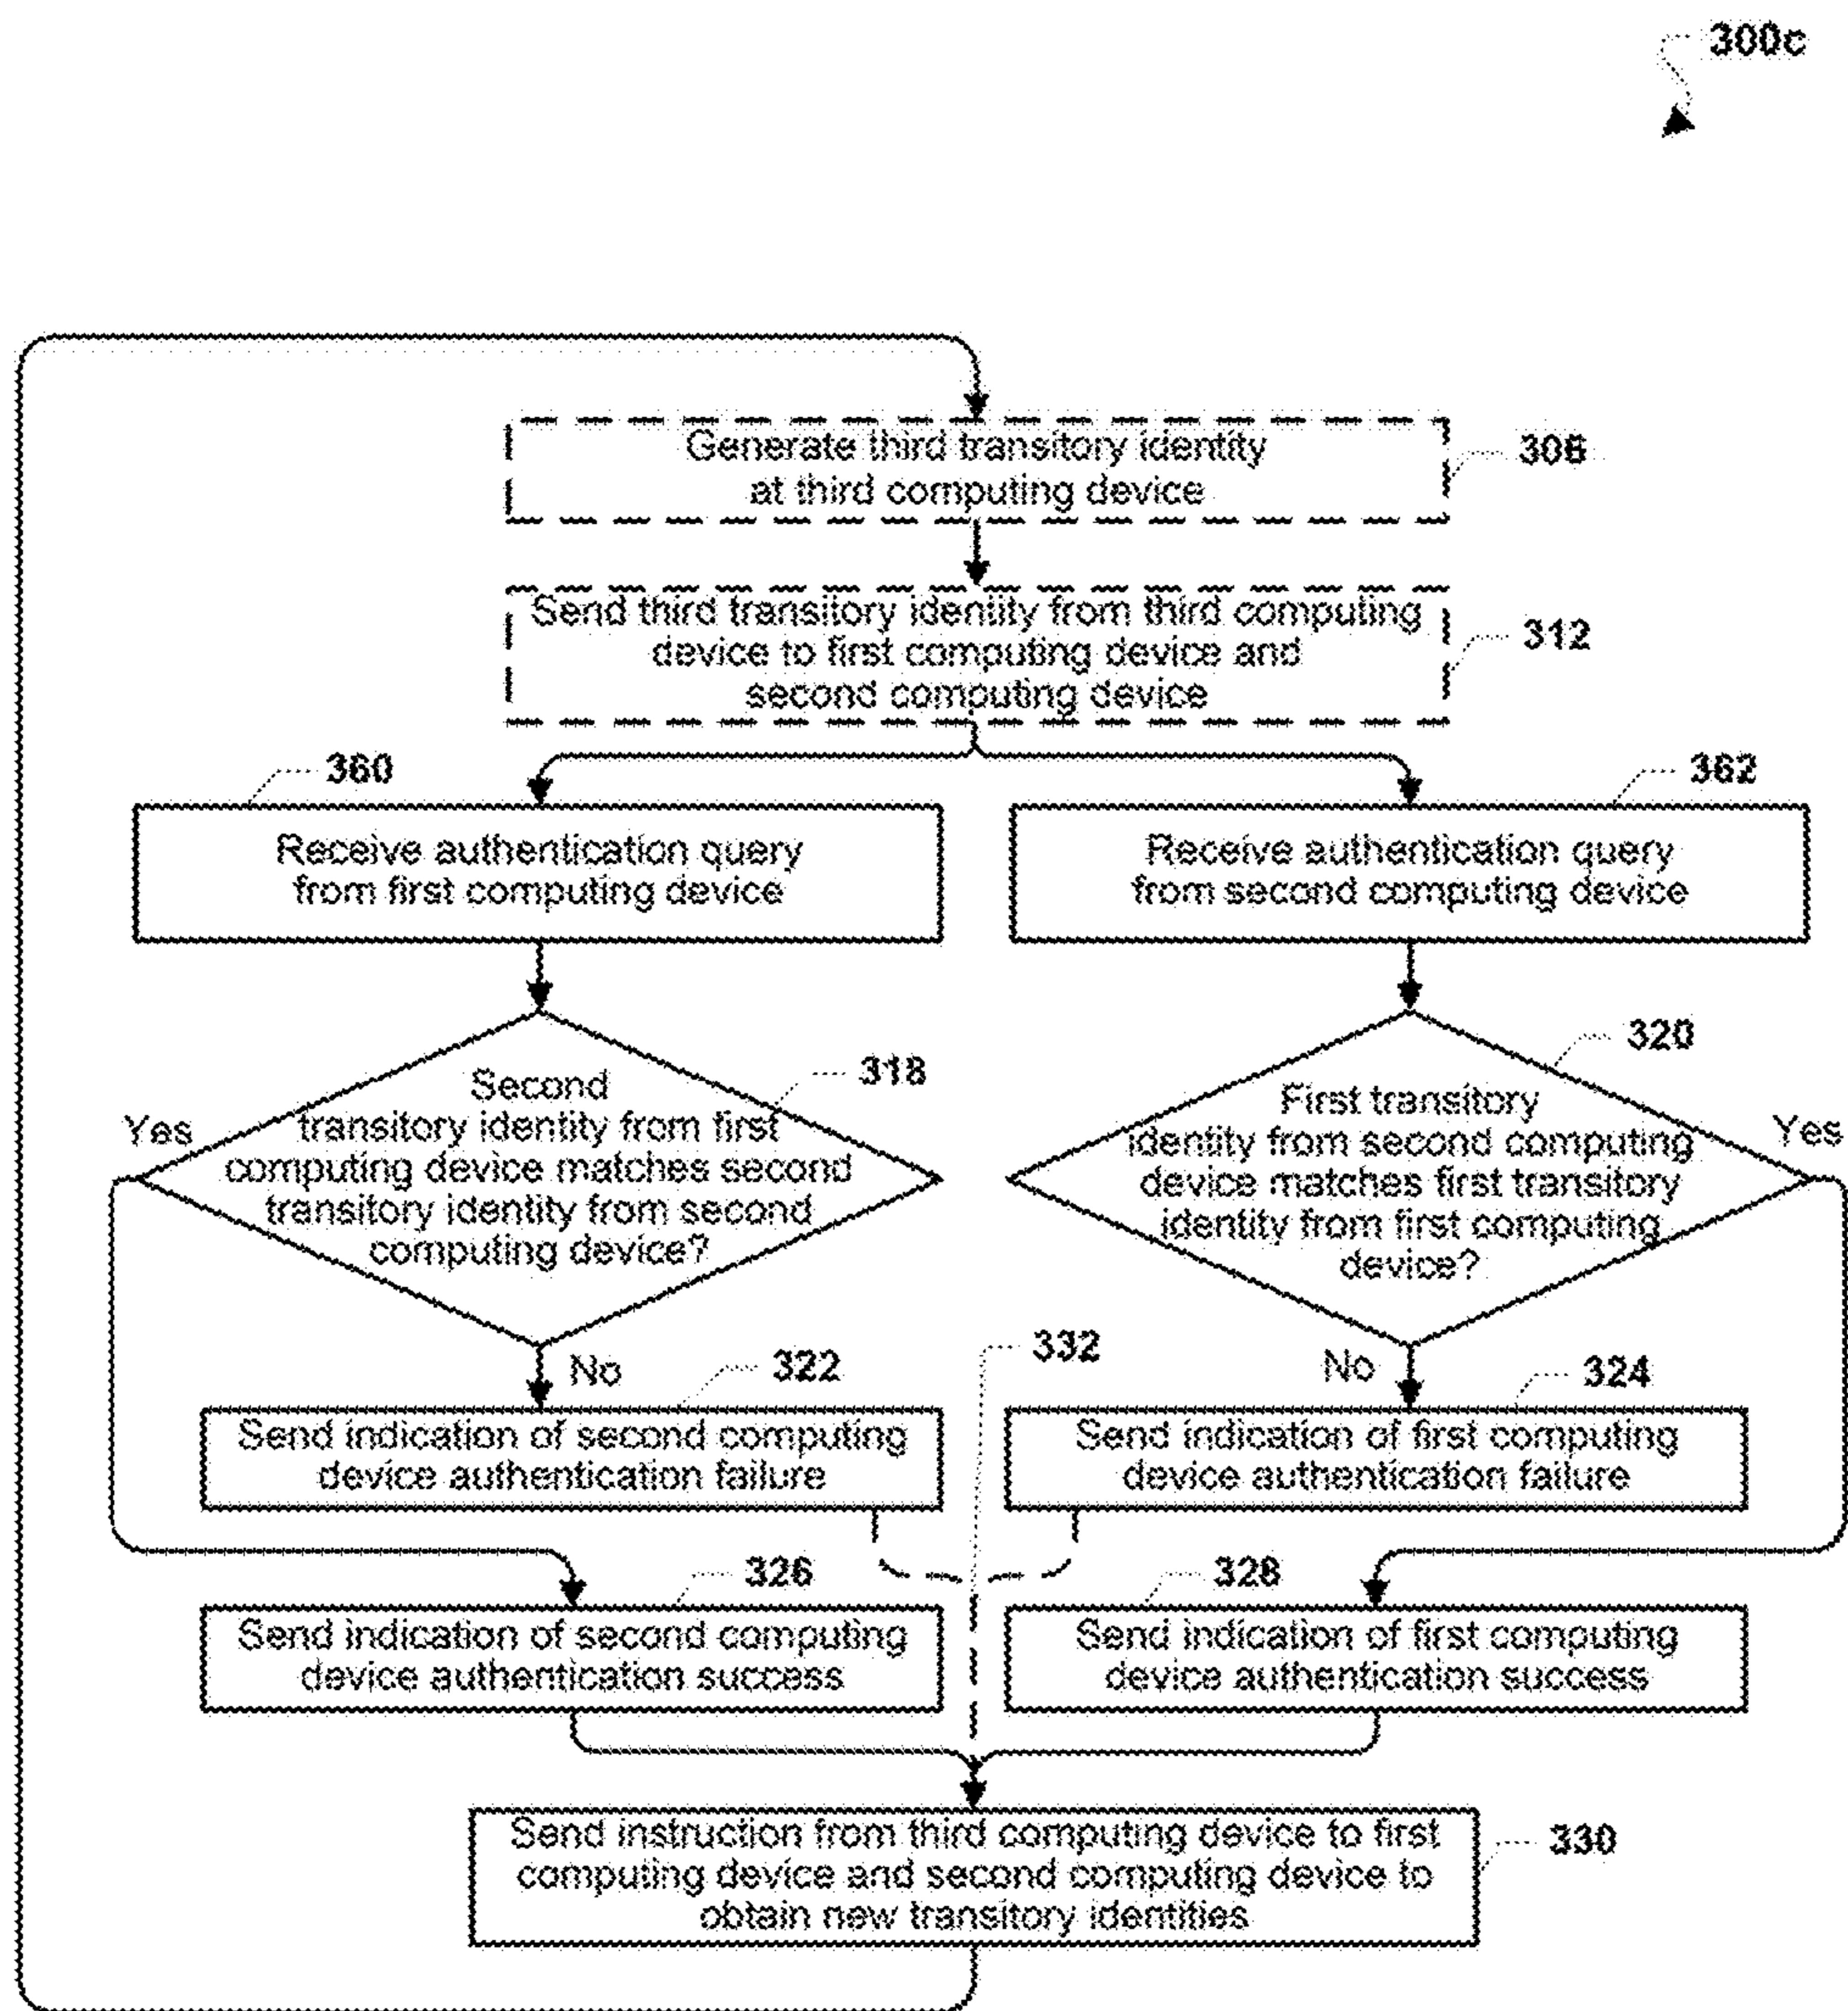 300c
Generate third transitory identity
at third computing device
306
Send third transitory identity from third computing
device to first computing device and
second computing device
312
360
362
Receive authentication query
from first computing device
Receive authentication query
from second computing device
318
320
Second
transitory identity from first
computing device matches second
transitory identity from second
computing device?
Yes
First transitory
identity from second computing
device matches first transitory
identity from first computing
device?
Yes
No
322
332
No
324
Send indication of second computing
device authentication failure
Send indication of first computing
device authentication failure
326
328
Send indication of second computing
device authentication success
Send indication of first computing
device authentication success
Send instruction from third computing device to first
computing device and second computing device to
obtain new transitory identities
330